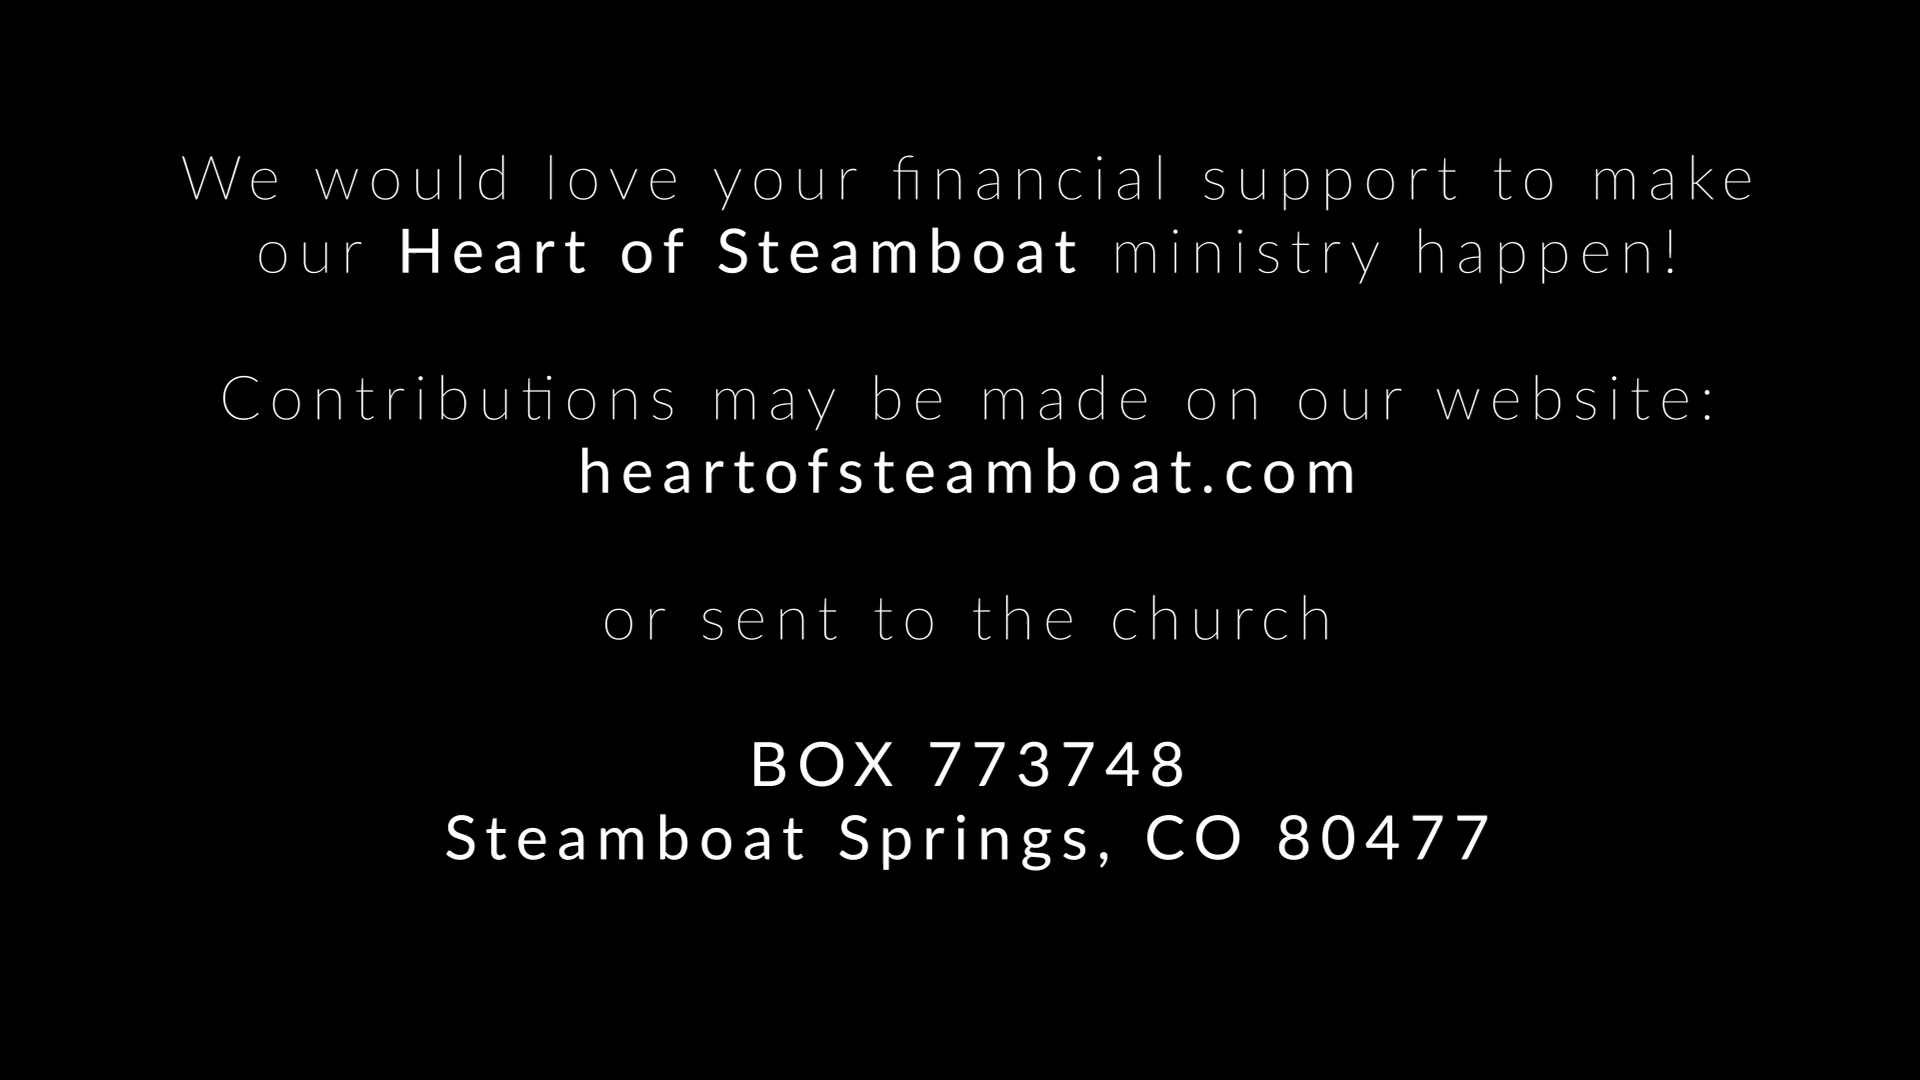 We would love your financial support to make
our Heart of Steamboat ministry happen!
Contributions may be made on our website:
heartofsteamboat.com
or sent to the church
BOX 773748
Steamboat Springs, CO 80477